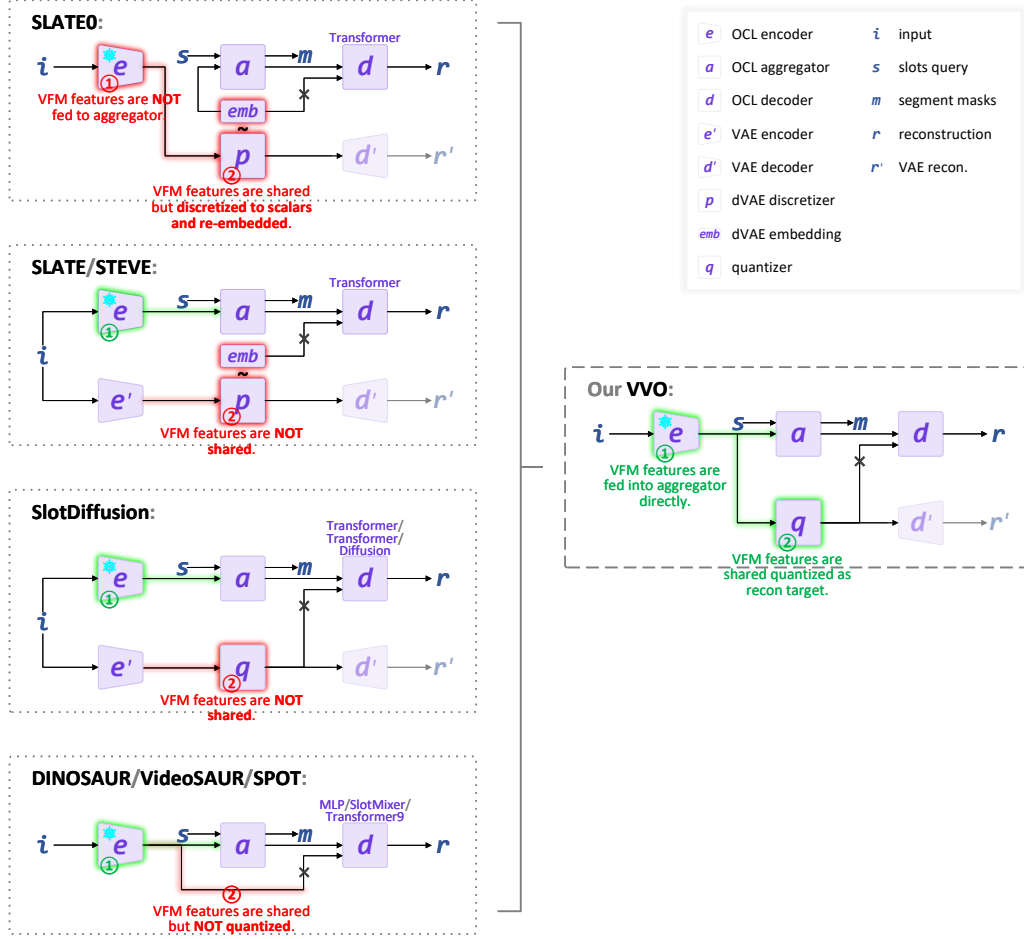 SLATE0:
Transformer
i
e
s
a
m
d
r
1
VFM features are NOT
fed to aggregator.
emb
~
p
d'
r'
2
VFM features are shared
but discretized to scalars
and re-embedded.
SLATE/STEVE:
Transformer
e
s
a
m
d
r
1
i
emb
~
e'
p
d'
r'
2
VFM features are NOT
shared.
SlotDiffusion:
Transformer/
Transformer/
Diffusion
e
s
a
m
d
r
1
i
e'
q
d'
r'
2
VFM features are NOT
shared.
DINOSAUR/VideoSAUR/SPOT:
MLP/SlotMixer/
Transformer9
i
e
s
a
m
d
r
1
2
VFM features are shared
but NOT quantized.
e OCL encoder
a OCL aggregator
d OCL decoder
e' VAE encoder
d' VAE decoder
p dVAE discretizer
emb dVAE embedding
q quantizer
i input
s slots query
m segment masks
r reconstruction
r' VAE recon.
Our VVO:
i
e
s
a
m
d
r
1
VFM features are
fed into aggregator
directly.
q
d'
r'
2
VFM features are
shared quantized as
recon target.